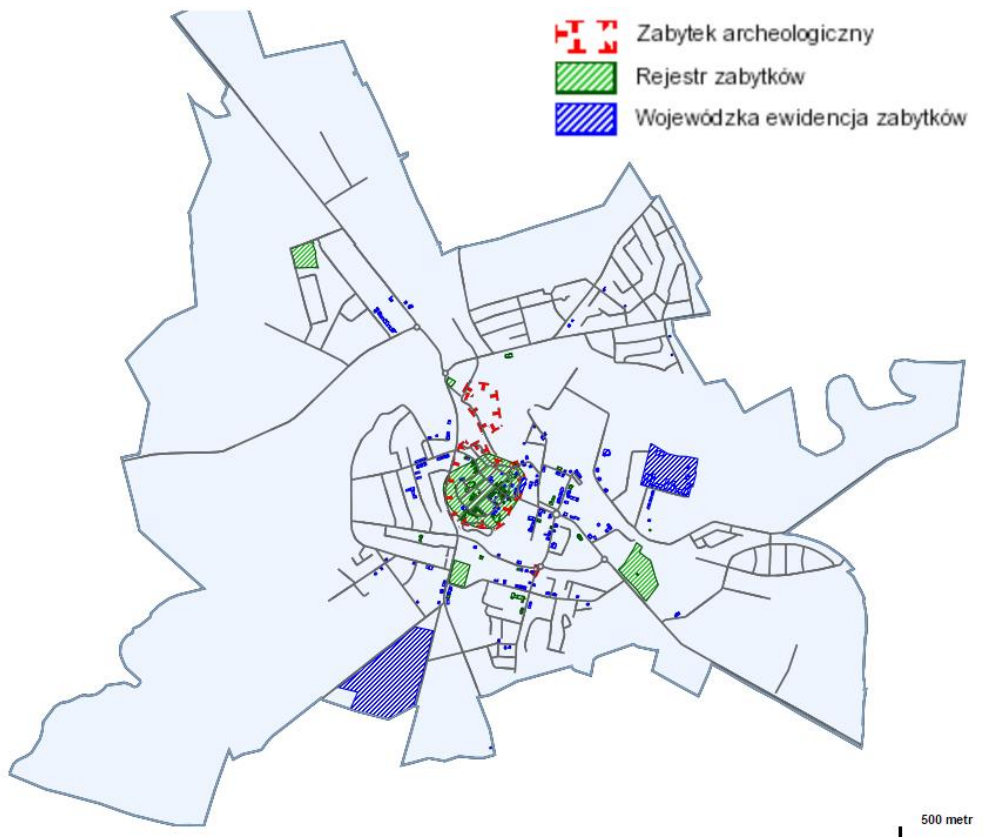 Zabytek archeologiczny
Rejestr zabytków
Wojewódzka ewidencja zabytków
500 metr